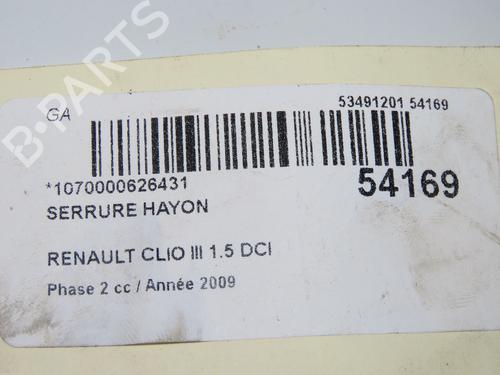 GA
53491201 54169
*1070000626431
54169
SERRURE HAYON
RENAULT CLIO III 1.5 DCI
Phase 2 cc / Année 2009
B-PARTS